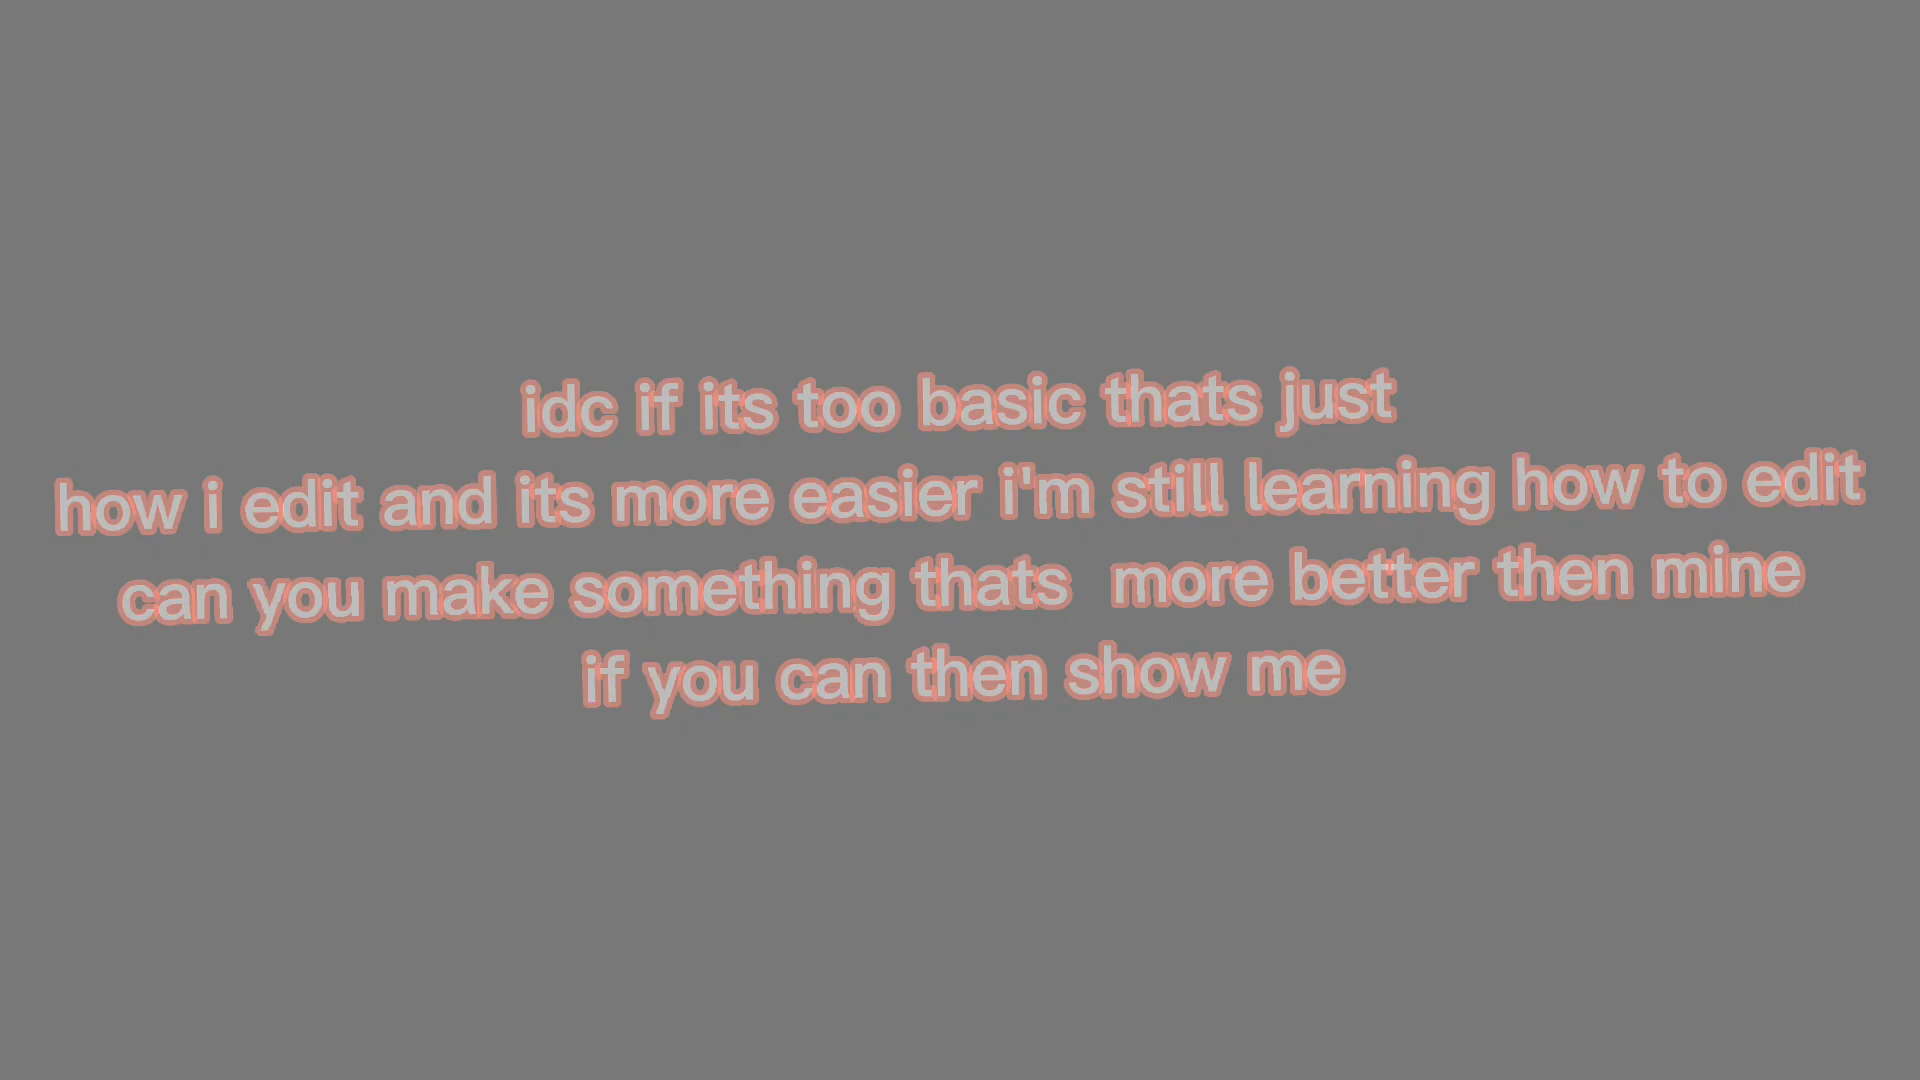 idc if its too basic thats just
how i edit and its more easier i'm still learning how to edit
can you make something thats  more better then mine
if you can then show me